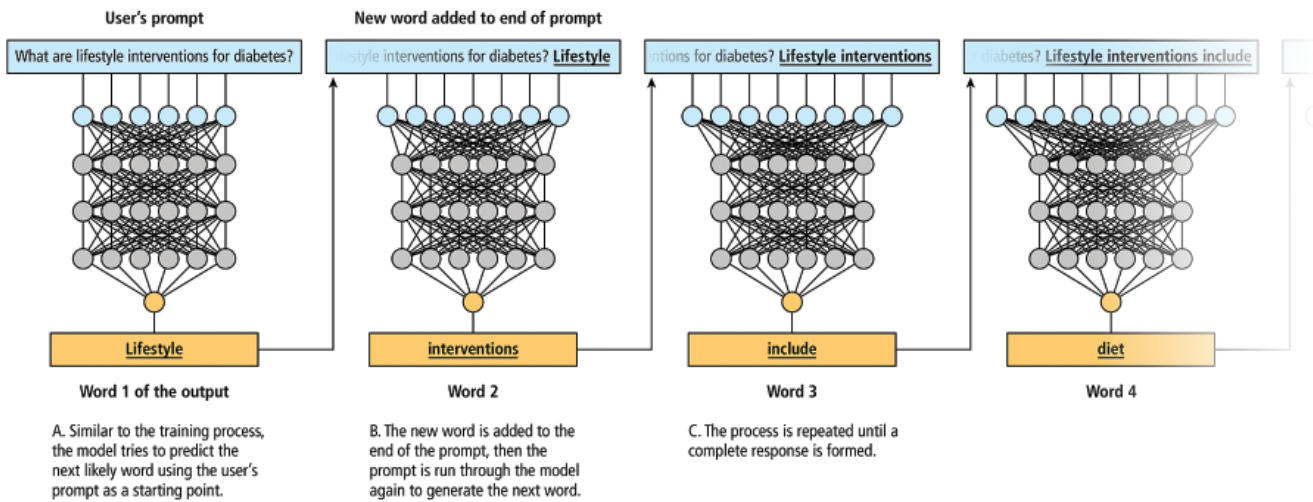 User's prompt
New word added to end of prompt
What are lifestyle interventions for diabetes?
lifestyle interventions for diabetes? Lifestyle
for diabetes? Lifestyle interventions
diabetes? Lifestyle interventions include
Lifestyle
interventions
include
diet
Word 1 of the output
Word 2
Word 3
Word 4
A. Similar to the training process,
the model tries to predict the
next likely word using the user's
prompt as a starting point.
B. The new word is added to the
end of the prompt, then the
prompt is run through the model
again to generate the next word.
C. The process is repeated until a
complete response is formed.